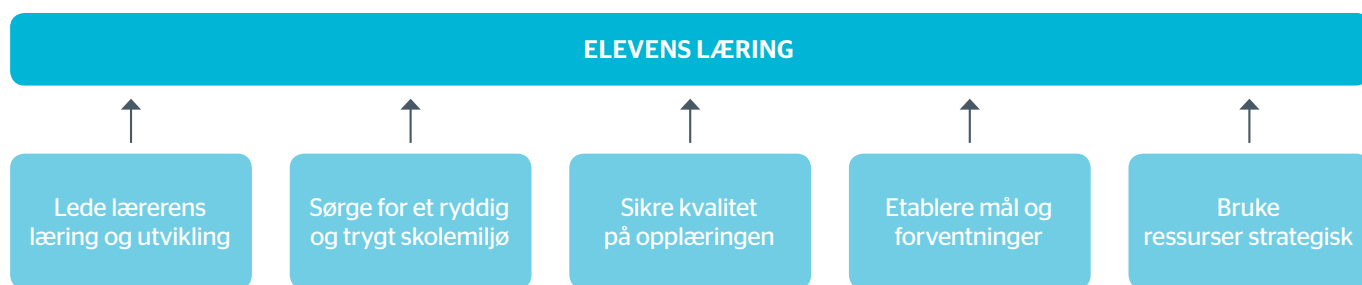 ELEVENS LÆRING
Lede lærerens
læring og utvikling
Sørge for et ryddig
og trygt skolemiljø
Sikre kvalitet
på opplæringen
Etablere mål og
forventninger
Bruke
ressurser strategisk